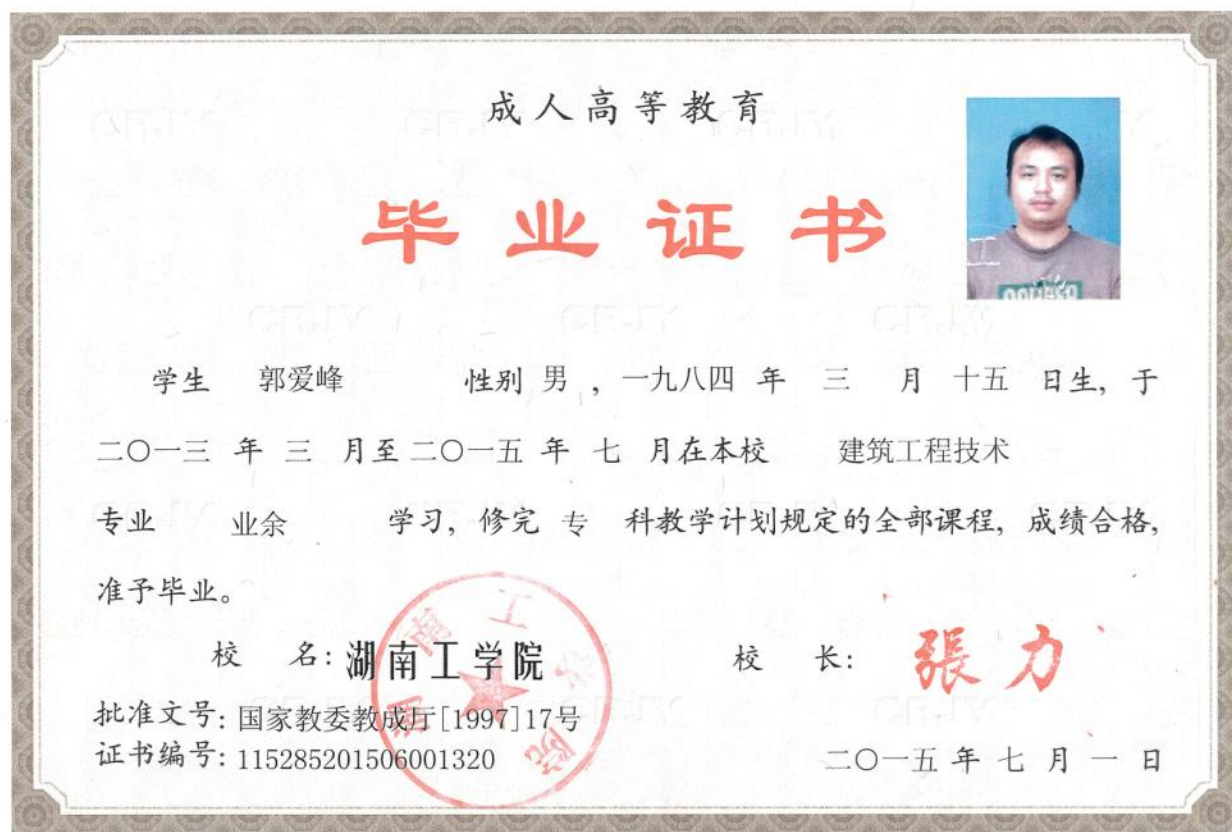 成人高等教育
毕业证书
学生 郭爱峰 性别 男 , 一九八四 年 三 月 十五 日生, 于
二〇一三 年 三 月至 二〇一五 年 七 月在本校 建筑工程技术
专业 业余 学习, 修完 专 科教学计划规定的全部课程, 成绩合格,
准予毕业。
校 名: 湖南工学院 校 长: 張力
批准文号: 国家教委教成厅[1997]17号
证书编号: 115285201506001320
二〇一五 年 七 月 一 日
湖南工学院